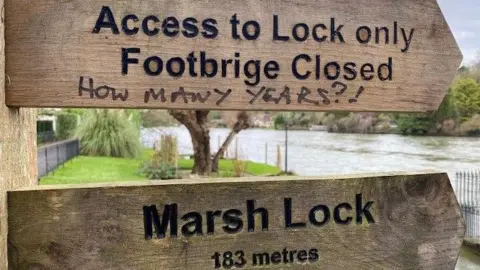 Access to Lock only
Footbrige Closed
HOW MANY YEARS?!
Marsh Lock
183 metres